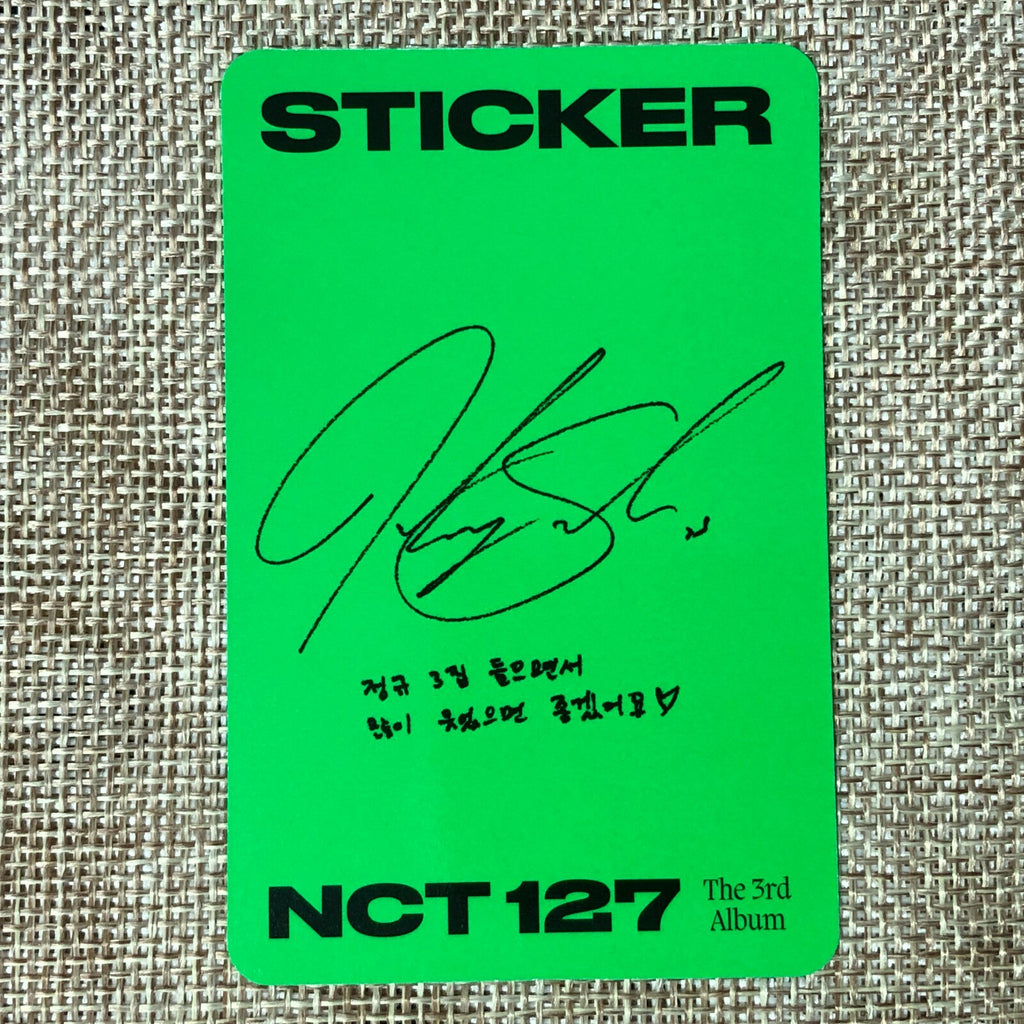 STICKER
정규 3집 들으면서
많이 웃었으면 좋겠어요♡
NCT 127
The 3rd
Album